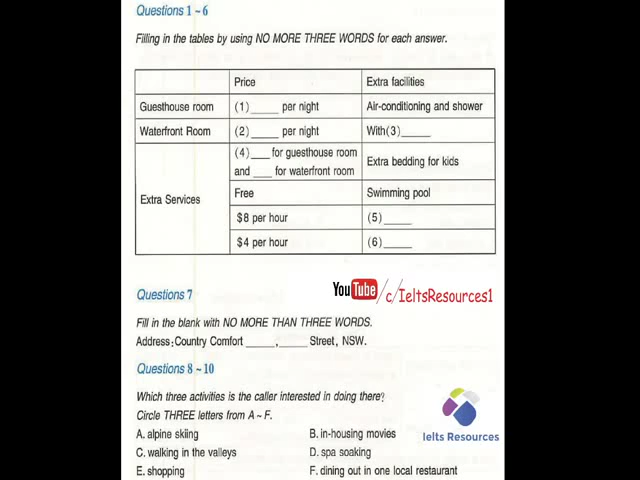 Questions 1 ~ 6
Filling in the tables by using NO MORE THREE WORDS for each answer.
Price Extra facilities
Guesthouse room (1) _____ per night Air-conditioning and shower
Waterfront Room (2) _____ per night With(3) _____
Extra Services (4) ___ for guesthouse room
and ___ for waterfront room Extra bedding for kids
Free Swimming pool
$8 per hour (5) _____
$4 per hour (6) _____
YouTube /c/IeltsResources1
Questions 7
Fill in the blank with NO MORE THAN THREE WORDS.
Address: Country Comfort _____, _____ Street, NSW.
Questions 8 ~ 10
Which three activities is the caller interested in doing there?
Circle THREE letters from A ~ F.
A. alpine skiing B. in-housing movies
C. walking in the valleys D. spa soaking
E. shopping F. dining out in one local restaurant
Ielts Resources